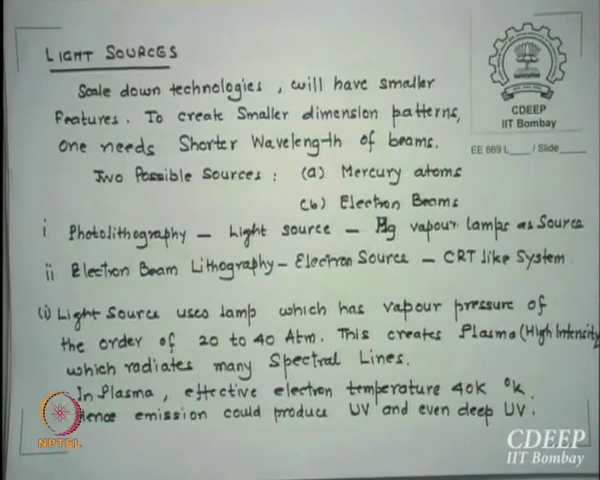 LIGHT SOURCES
Scale down technologies, will have smaller
features. To create smaller dimension patterns,
one needs Shorter Wavelength of beams.
Two Possible Sources : (a) Mercury atoms
(b) Electron Beams
i Photolithography — Light source — Hg vapour lamps as Source
ii Electron Beam Lithography — Electron Source — CRT like System.
(i) Light Source uses lamp which has vapour pressure of
the order of 20 to 40 Atm. This creates Plasma (High Intensity
which radiates many Spectral Lines.
In Plasma, effective electron temperature 40K °K.
Hence emission could produce UV and even deep UV.
CDEEP
IIT Bombay
EE 669 L____ / Slide_____
NPTEL
CDEEP
IIT Bombay